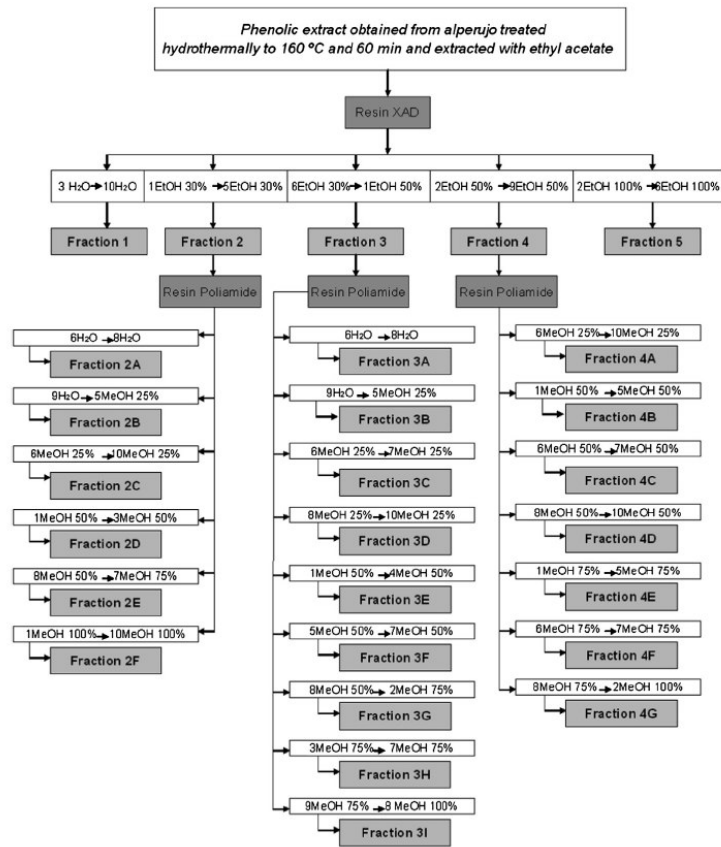 Phenolic extract obtained from alperujo treated
hydrothermally to 160 ºC and 60 min and extracted with ethyl acetate
Resin XAD
3 H₂O→10H₂O
1EtOH 30% →5EtOH 30%
6EtOH 30%→1EtOH 50%
2EtOH 50% →9EtOH 50%
2EtOH 100%→6EtOH 100%
Fraction 1
Fraction 2
Fraction 3
Fraction 4
Fraction 5
Resin Poliamide
Resin Poliamide
Resin Poliamide
6H₂O →8H₂O
Fraction 2A
9H₂O→5MeOH 25%
Fraction 2B
6MeOH 25%→10MeOH 25%
Fraction 2C
1MeOH 50%→3MeOH 50%
Fraction 2D
8MeOH 50%→7MeOH 75%
Fraction 2E
1MeOH 100%→10MeOH 100%
Fraction 2F
6H₂O →8H₂O
Fraction 3A
9H₂O→ 5MeOH 25%
Fraction 3B
6MeOH 25%→7MeOH 25%
Fraction 3C
8MeOH 25%→10MeOH 25%
Fraction 3D
1MeOH 50%→4MeOH 50%
Fraction 3E
5MeOH 50%→7MeOH 50%
Fraction 3F
8MeOH 50%→2MeOH 75%
Fraction 3G
3MeOH 75%→ 7MeOH 75%
Fraction 3H
9MeOH 75%→8 MeOH 100%
Fraction 3I
6MeOH 25%→10MeOH 25%
Fraction 4A
1MeOH 50%→5MeOH 50%
Fraction 4B
6MeOH 50%→7MeOH 50%
Fraction 4C
8MeOH 50%→10MeOH 50%
Fraction 4D
1MeOH 75%→5MeOH 75%
Fraction 4E
6MeOH 75%→7MeOH 75%
Fraction 4F
8MeOH 75%→2MeOH 100%
Fraction 4G